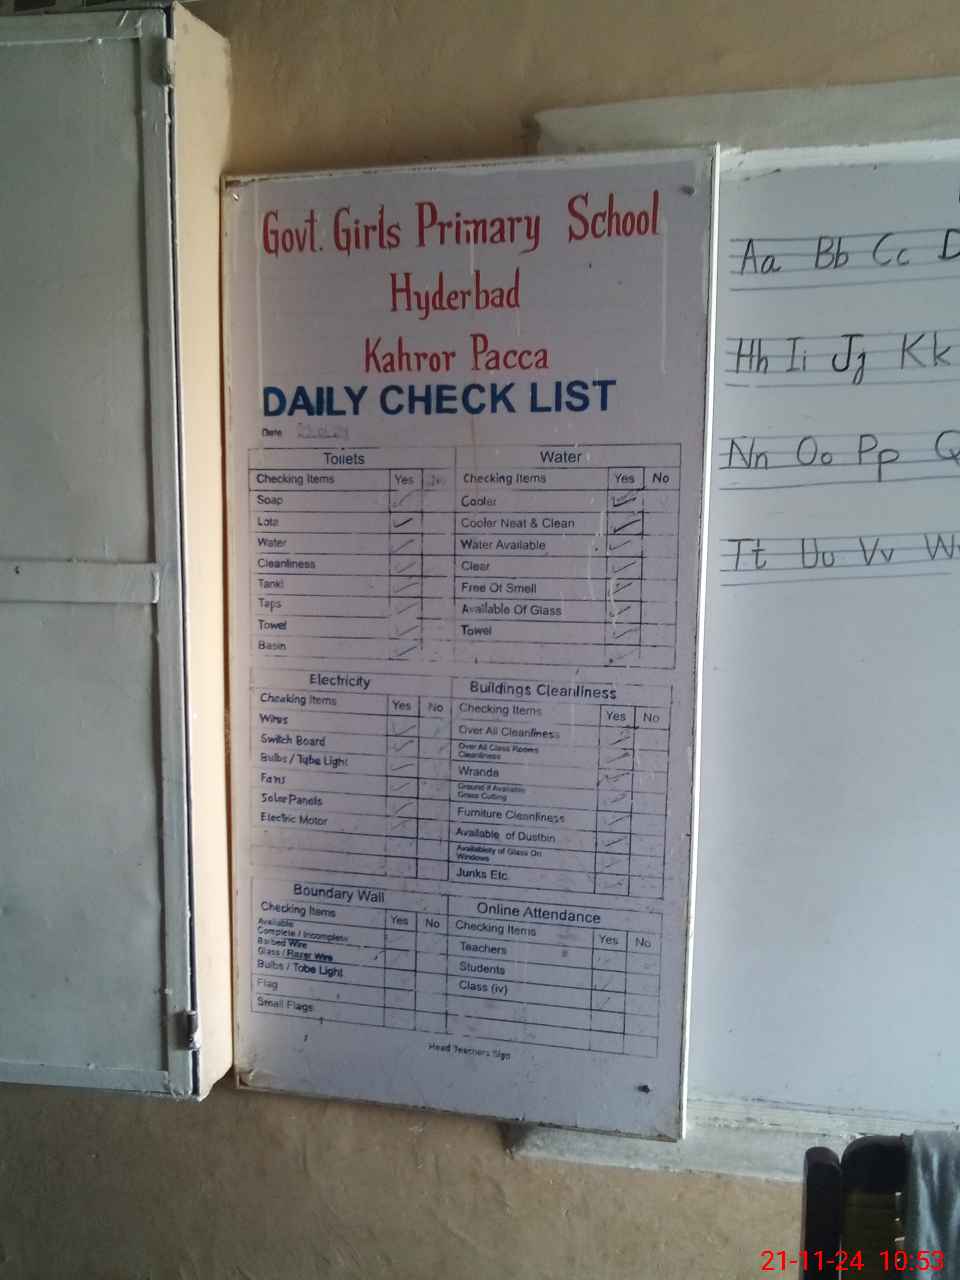 Govt. Girls Primary School
Hyderbad
Kahror Pacca
DAILY CHECK LIST
Date
Toilets
Checking Items Yes
Soap
Lota
Water
Cleanliness
Tanki
Taps
Towel
Basin
Water
Checking Items Yes No
Cooler
Cooler Neat & Clean
Water Available
Clear
Free Of Smell
Available Of Glass
Towel
Electricity
Checking Items Yes No
Wires
Switch Board
Bulbs / Tube Light
Fans
Soler Panels
Electric Motor
Buildings Cleanliness
Checking Items Yes No
Over All Cleanliness
Over All Class Rooms
Cleanliness
Wranda
Ground if Available
Grass Cutting
Furniture Cleanliness
Available of Dustbin
Availablety of Glass On
Windows
Junks Etc
Boundary Wall
Checking Items Yes No
Available
Complete / Incomplete
Barbed Wire
Glass / Razer Wire
Bulbs / Tobe Light
Flag
Small Flags
Online Attendance
Checking Items Yes No
Teachers
Students
Class (iv)
Head Teachers Sign
Aa Bb Cc D
Hh Ii Jj Kk
Nn Oo Pp Q
Tt Uu Vv W
21-11-24 10:53